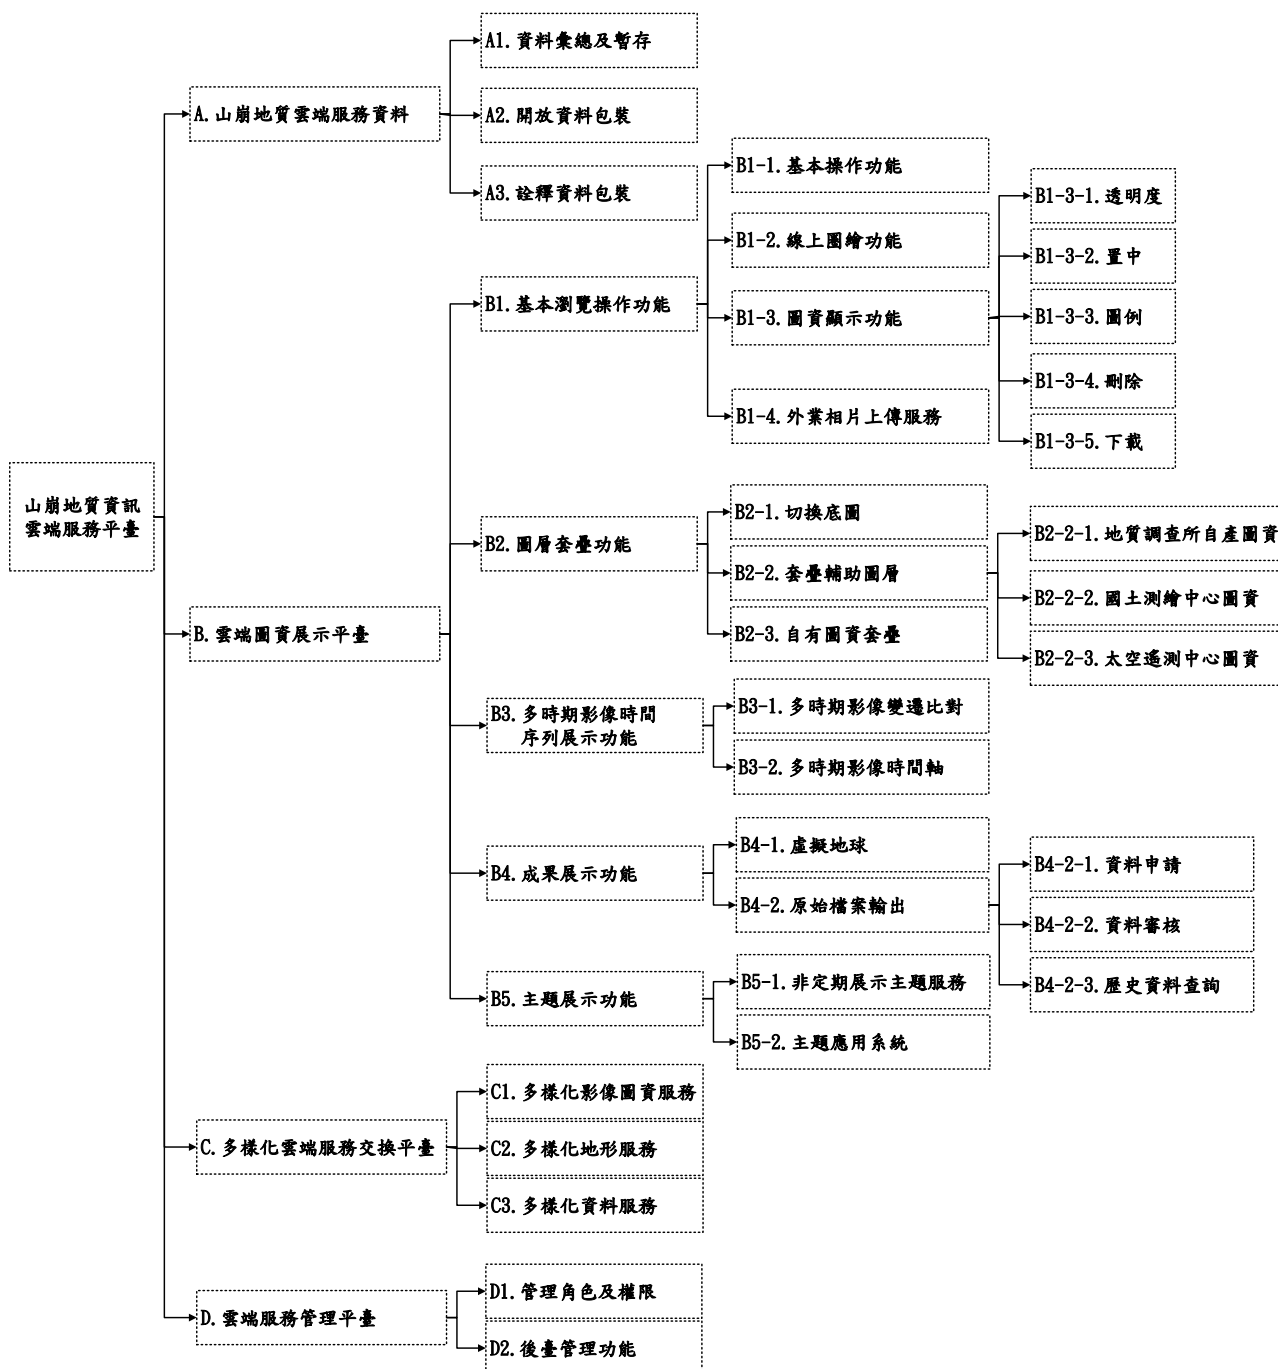 山崩地質資訊
雲端服務平臺
A.山崩地質雲端服務資料
A1.資料彙總及暫存
A2.開放資料包裝
A3.詮釋資料包裝
B.雲端圖資展示平臺
B1.基本瀏覽操作功能
B1-1.基本操作功能
B1-2.線上圖繪功能
B1-3.圖資顯示功能
B1-3-1.透明度
B1-3-2.置中
B1-3-3.圖例
B1-3-4.刪除
B1-3-5.下載
B1-4.外業相片上傳服務
B2.圖層套疊功能
B2-1.切換底圖
B2-2.套疊輔助圖層
B2-2-1.地質調查所自產圖資
B2-2-2.國土測繪中心圖資
B2-2-3.太空遙測中心圖資
B2-3.自有圖資套疊
B3.多時期影像時間
序列展示功能
B3-1.多時期影像變遷比對
B3-2.多時期影像時間軸
B4.成果展示功能
B4-1.虛擬地球
B4-2.原始檔案輸出
B4-2-1.資料申請
B4-2-2.資料審核
B4-2-3.歷史資料查詢
B5.主題展示功能
B5-1.非定期展示主題服務
B5-2.主題應用系統
C.多樣化雲端服務交換平臺
C1.多樣化影像圖資服務
C2.多樣化地形服務
C3.多樣化資料服務
D.雲端服務管理平臺
D1.管理角色及權限
D2.後臺管理功能